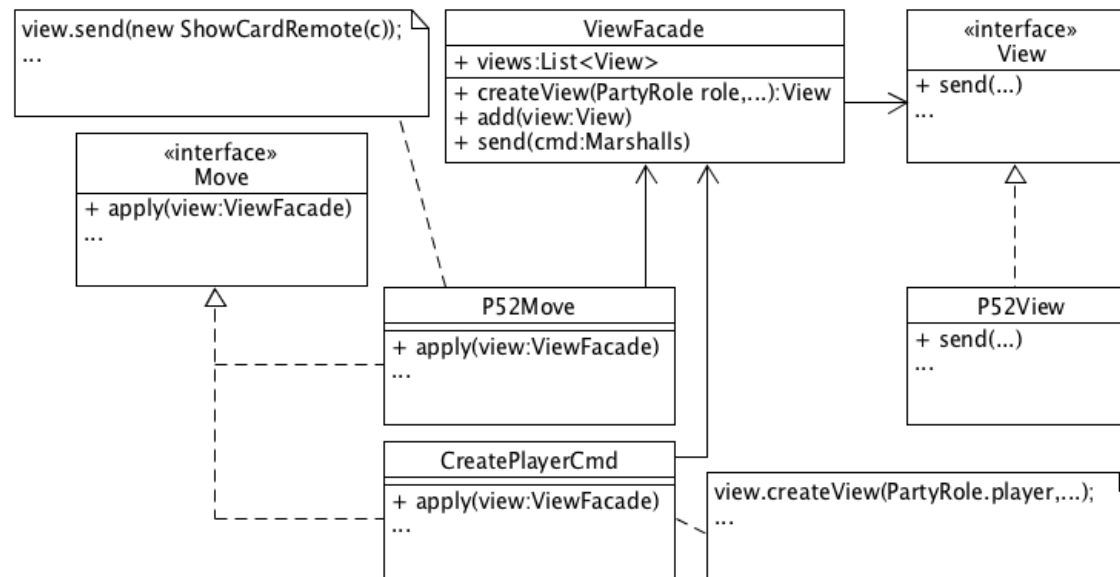 view.send(new ShowCardRemote(c));
...
ViewFacade
+ views:List<View>
+ createView(PartyRole role,...):View
+ add(view:View)
+ send(cmd:Marshalls)
«interface»
View
+ send(...)
...
«interface»
Move
+ apply(view:ViewFacade)
...
P52Move
+ apply(view:ViewFacade)
...
P52View
+ send(...)
...
CreatePlayerCmd
+ apply(view:ViewFacade)
...
view.createView(PartyRole.player,...);
...